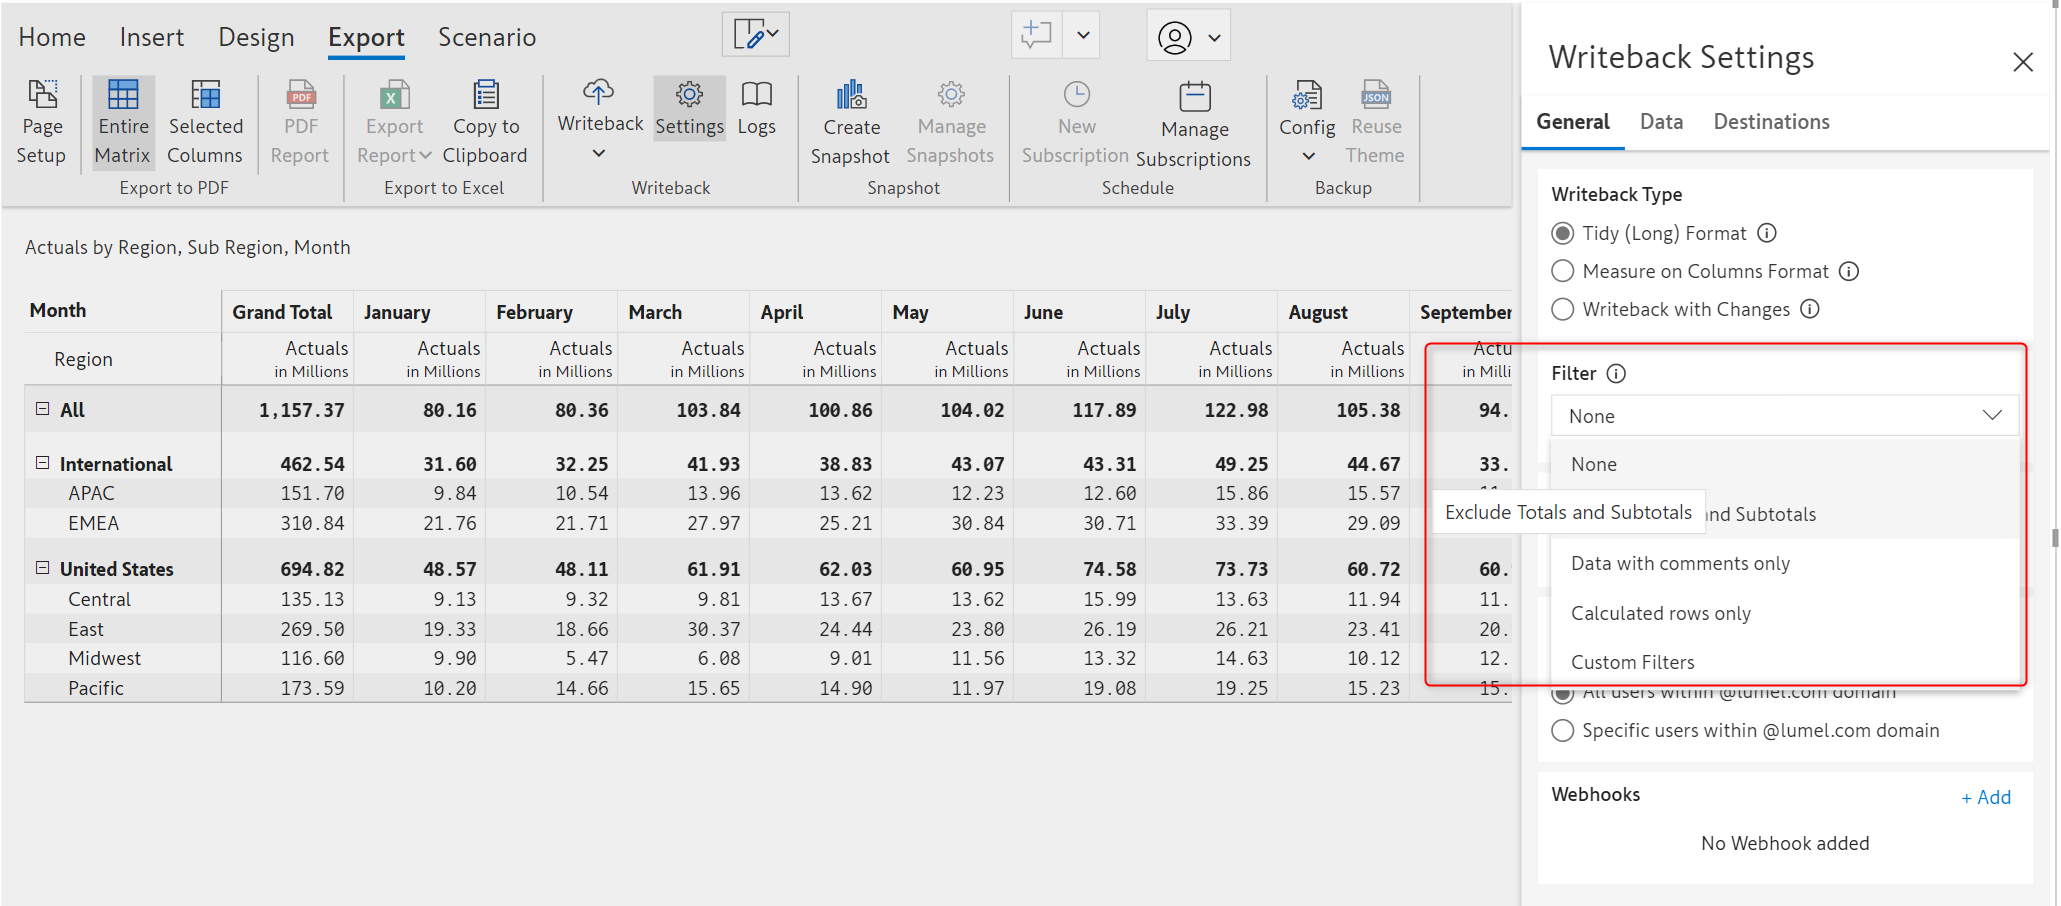 Home Insert Design Export Scenario
Page Setup
Entire Matrix
Selected Columns
Export to PDF
PDF Report
Export Report
Copy to Clipboard
Export to Excel
Writeback
Settings
Logs
Writeback
Create Snapshot
Manage Snapshots
Snapshot
New Subscription
Manage Subscriptions
Schedule
Config
JSON
Reuse Theme
Backup
Actuals by Region, Sub Region, Month
Month Grand Total January February March April May June July August September
Region Actuals Actuals Actuals Actuals Actuals Actuals Actuals Actuals Actuals Actu
in Millions in Millions in Millions in Millions in Millions in Millions in Millions in Millions in Millions in Milli
All 1,157.37 80.16 80.36 103.84 100.86 104.02 117.89 122.98 105.38 94.
International 462.54 31.60 32.25 41.93 38.83 43.07 43.31 49.25 44.67 33.
APAC 151.70 9.84 10.54 13.96 13.62 12.23 12.60 15.86 15.57
EMEA 310.84 21.76 21.71 27.97 25.21 30.84 30.71 33.39 29.09
United States 694.82 48.57 48.11 61.91 62.03 60.95 74.58 73.73 60.72 60.
Central 135.13 9.13 9.32 9.81 13.67 13.62 15.99 13.63 11.94 11.
East 269.50 19.33 18.66 30.37 24.44 23.80 26.19 26.21 23.41 20.
Midwest 116.60 9.90 5.47 6.08 9.01 11.56 13.32 14.63 10.12 12.
Pacific 173.59 10.20 14.66 15.65 14.90 11.97 19.08 19.25 15.23 15.
Writeback Settings
General Data Destinations
Writeback Type
Tidy (Long) Format
Measure on Columns Format
Writeback with Changes
Filter
None
None
Exclude Totals and Subtotals
nd Subtotals
Data with comments only
Calculated rows only
Custom Filters
All users within @lumel.com domain
Specific users within @lumel.com domain
Webhooks + Add
No Webhook added